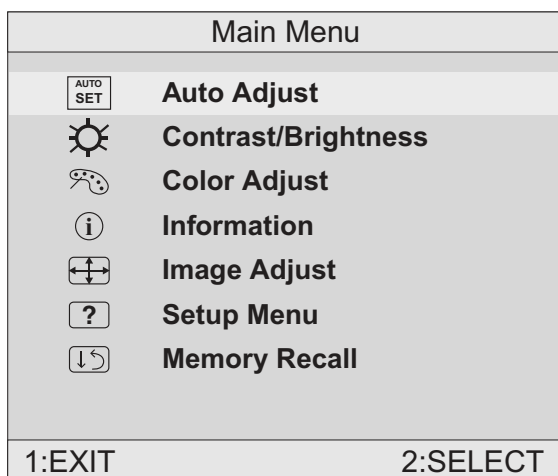 Main Menu
AUTO
SET
Auto Adjust
Contrast/Brightness
Color Adjust
i
Information
Image Adjust
?
Setup Menu
Memory Recall
1:EXIT 2:SELECT